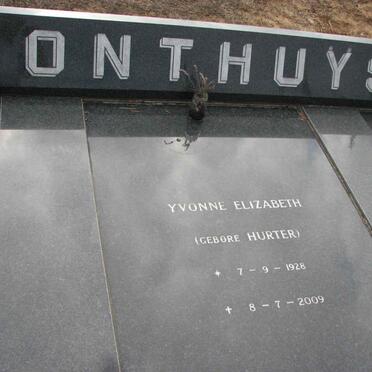 ONTHUYS
YVONNE ELIZABETH
(GEBORE HURTER)
* 7 - 9 - 1928
† 8 - 7 - 2009